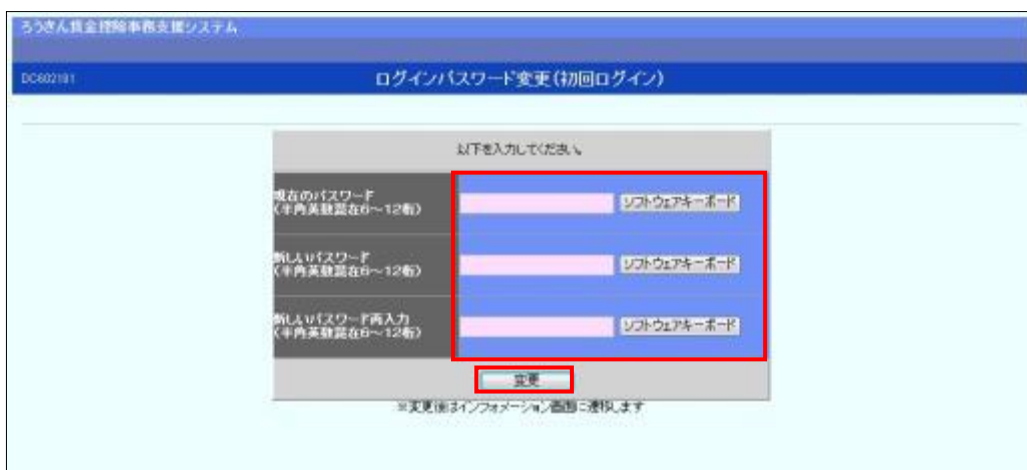 ろうきん賃金控除事務支援システム
DC602101
ログインパスワード変更(初回ログイン)
以下を入力してください。
現在のパスワード
(半角英数混在6～12桁)
ソフトウェアキーボード
新しいパスワード
(半角英数混在6～12桁)
ソフトウェアキーボード
新しいパスワード再入力
(半角英数混在6～12桁)
ソフトウェアキーボード
変更
※変更後はインフォメーション画面に遷移します